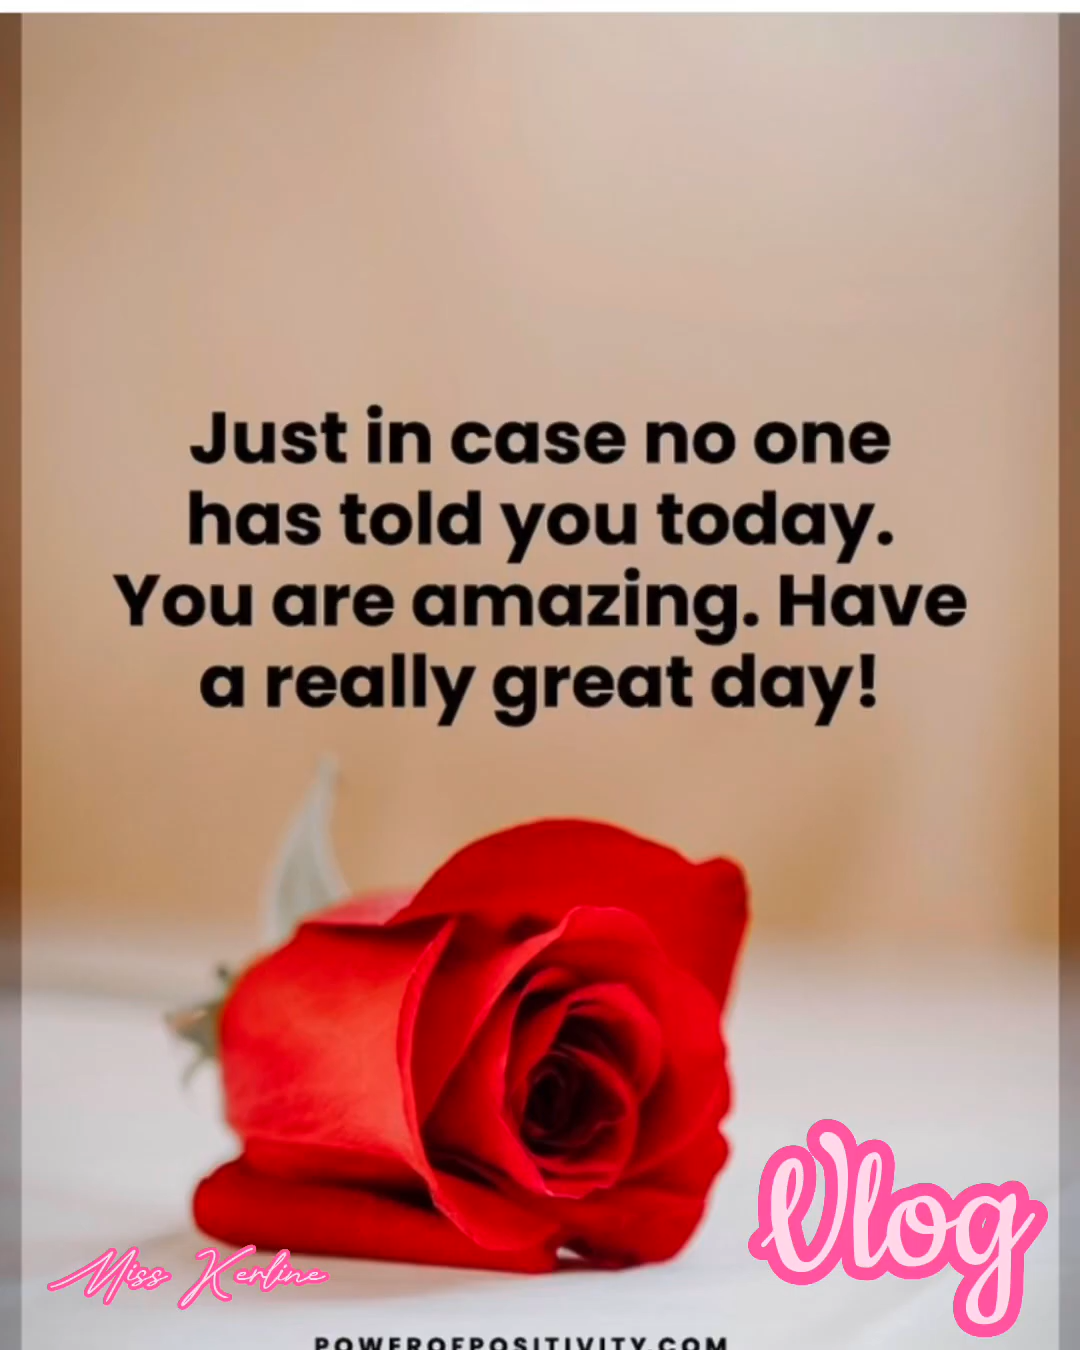 Just in case no one
has told you today.
You are amazing. Have
a really great day!
Vlog
Miss Kerline
POWEROFPOSITIVITY.COM